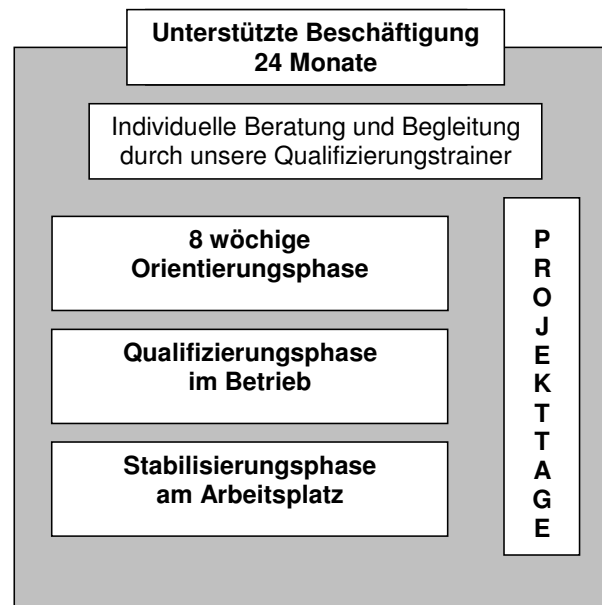 Unterstützte Beschäftigung
24 Monate
Individuelle Beratung und Begleitung
durch unsere Qualifizierungstrainer
8 wöchige
Orientierungsphase
Qualifizierungsphase
im Betrieb
Stabilisierungsphase
am Arbeitsplatz
P
R
O
J
E
K
T
T
A
G
E